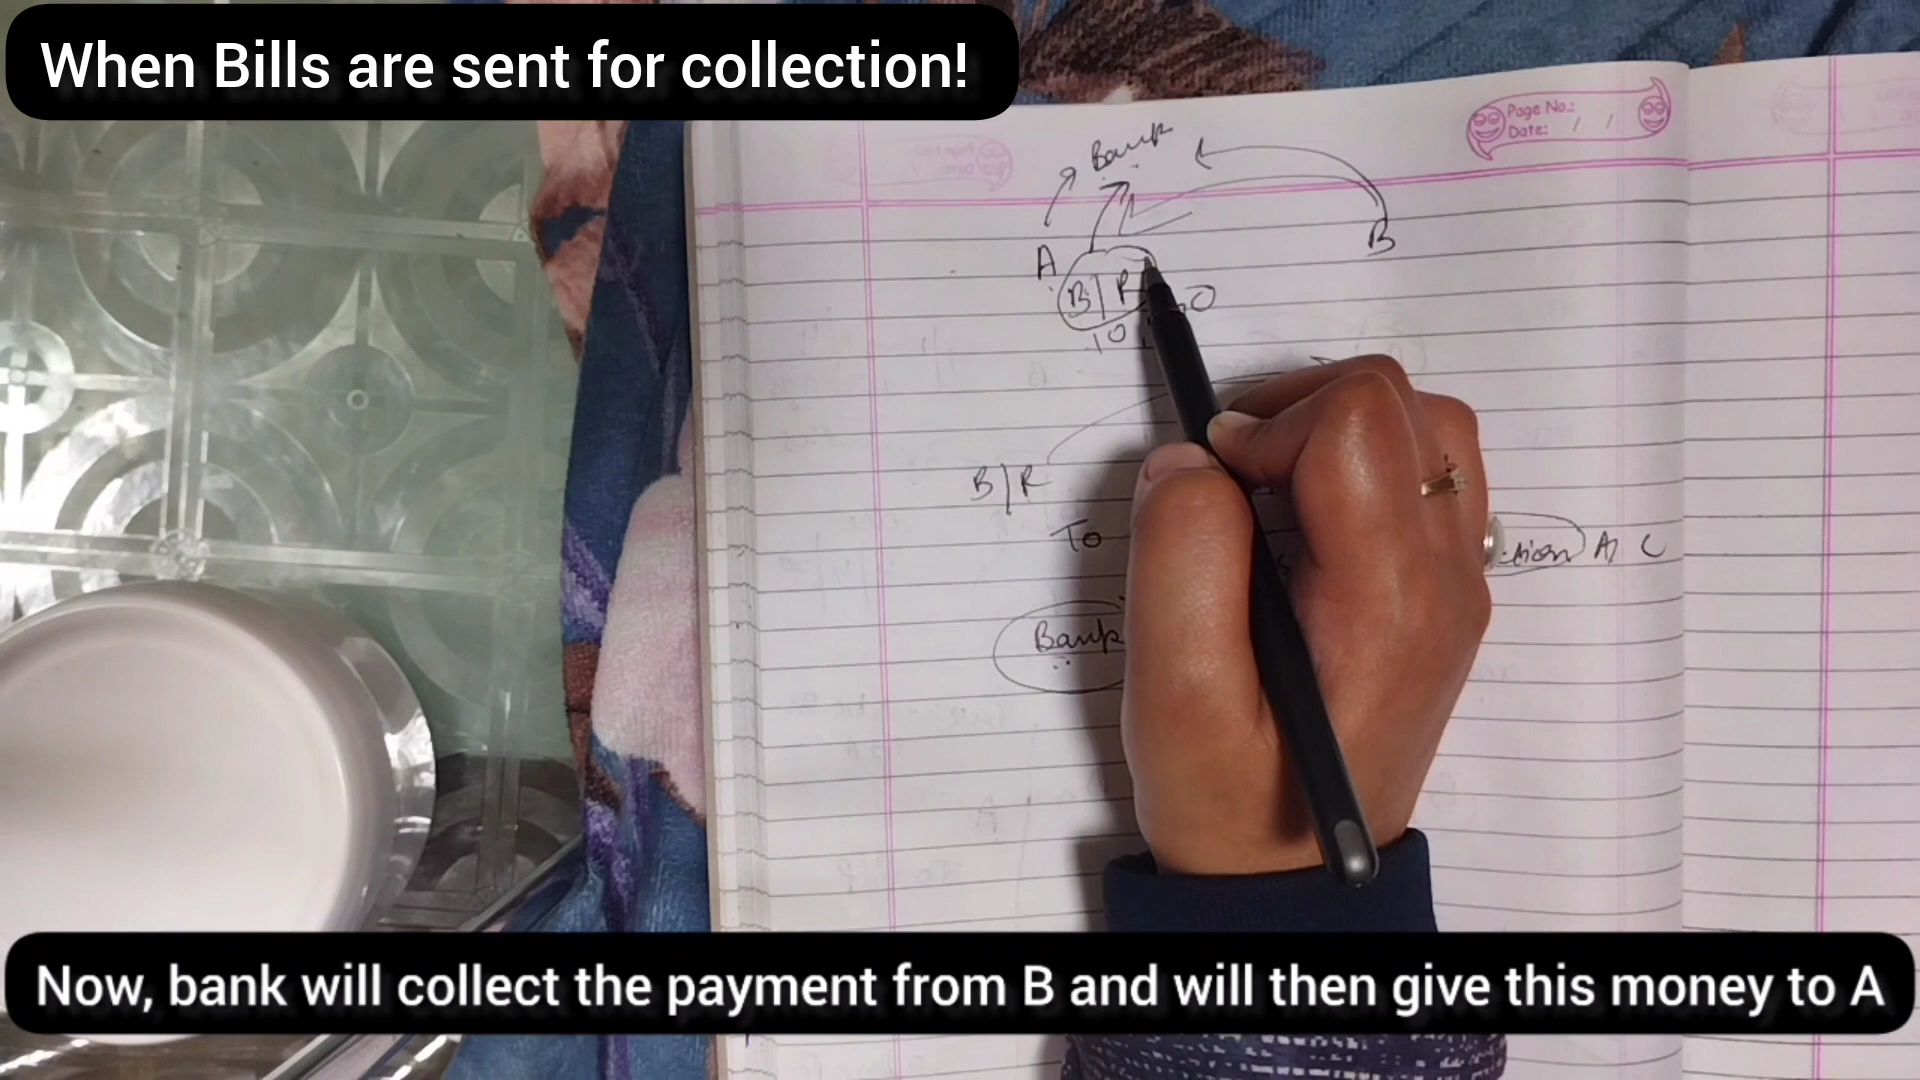 When Bills are sent for collection!
Page No.:
Date: / /
Bank
A
B
B/R
B/R
To
A/C
Bank
Now, bank will collect the payment from B and will then give this money to A